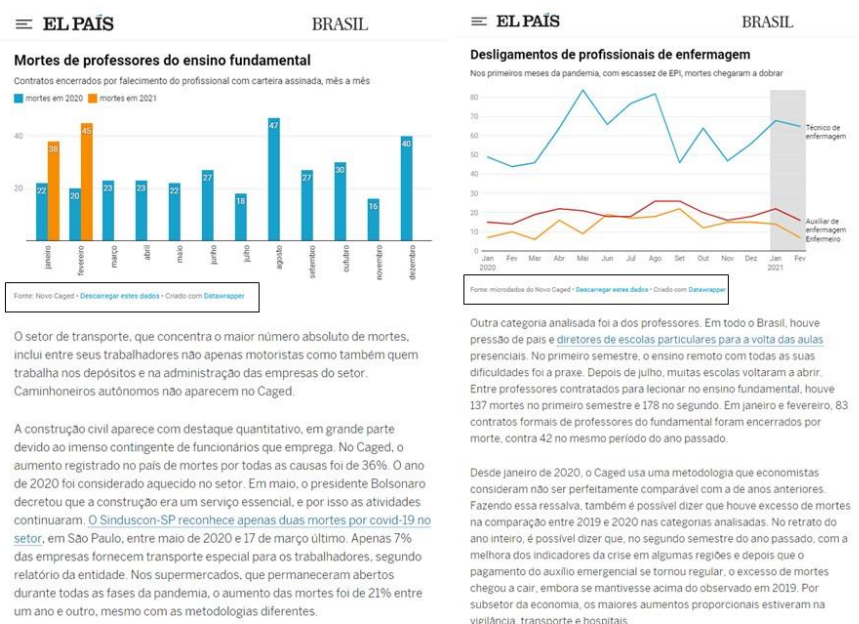 EL PAÍS
BRASIL
Mortes de professores do ensino fundamental
Contratos encerrados por falecimento do profissional com carteira assinada, mês a mês
mortes em 2020 mortes em 2021
40
20
22
38
20
45
23
23
22
27
18
47
27
30
16
40
janeiro
fevereiro
março
abril
maio
junho
julho
agosto
setembro
outubro
novembro
dezembro
Fonte: Novo Caged • Descarregar estes dados • Criado com Datawrapper
O setor de transporte, que concentra o maior número absoluto de mortes,
inclui entre seus trabalhadores não apenas motoristas como também quem
trabalha nos depósitos e na administração das empresas do setor.
Caminhoneiros autônomos não aparecem no Caged.
A construção civil aparece com destaque quantitativo, em grande parte
devido ao imenso contingente de funcionários que emprega. No Caged, o
aumento registrado no país de mortes por todas as causas foi de 36%. O ano
de 2020 foi considerado aquecido no setor. Em maio, o presidente Bolsonaro
decretou que a construção era um serviço essencial, e por isso as atividades
continuaram. O Sinduscon-SP reconhece apenas duas mortes por covid-19 no
setor, em São Paulo, entre maio de 2020 e 17 de março último. Apenas 7%
das empresas fornecem transporte especial para os trabalhadores, segundo
relatório da entidade. Nos supermercados, que permaneceram abertos
durante todas as fases da pandemia, o aumento das mortes foi de 21% entre
um ano e outro, mesmo com as metodologias diferentes.
EL PAÍS
BRASIL
Desligamentos de profissionais de enfermagem
Nos primeiros meses da pandemia, com escassez de EPI, mortes chegaram a dobrar
80
70
60
50
40
30
20
10
0
Técnico de
enfermagem
Auxiliar de
enfermagem
Enfermeiro
Jan Fev Mar Abr Mai Jun Jul Ago Set Out Nov Dez Jan Fev
2020 2021
Fonte: microdados do Novo Caged • Descarregar estes dados • Criado com Datawrapper
Outra categoria analisada foi a dos professores. Em todo o Brasil, houve
pressão de pais e diretores de escolas particulares para a volta das aulas
presenciais. No primeiro semestre, o ensino remoto com todas as suas
dificuldades foi a praxe. Depois de julho, muitas escolas voltaram a abrir.
Entre professores contratados para lecionar no ensino fundamental, houve
137 mortes no primeiro semestre e 178 no segundo. Em janeiro e fevereiro, 83
contratos formais de professores do fundamental foram encerrados por
morte, contra 42 no mesmo período do ano passado.
Desde janeiro de 2020, o Caged usa uma metodologia que economistas
consideram não ser perfeitamente comparável com a de anos anteriores.
Fazendo essa ressalva, também é possível dizer que houve excesso de mortes
na comparação entre 2019 e 2020 nas categorias analisadas. No retrato do
ano inteiro, é possível dizer que, no segundo semestre do ano passado, com a
melhora dos indicadores da crise em algumas regiões e depois que o
pagamento do auxílio emergencial se tornou regular, o excesso de mortes
chegou a cair, embora se mantivesse acima do observado em 2019. Por
subsetor da economia, os maiores aumentos proporcionais estiveram na
vigilância, transporte e hospitais.